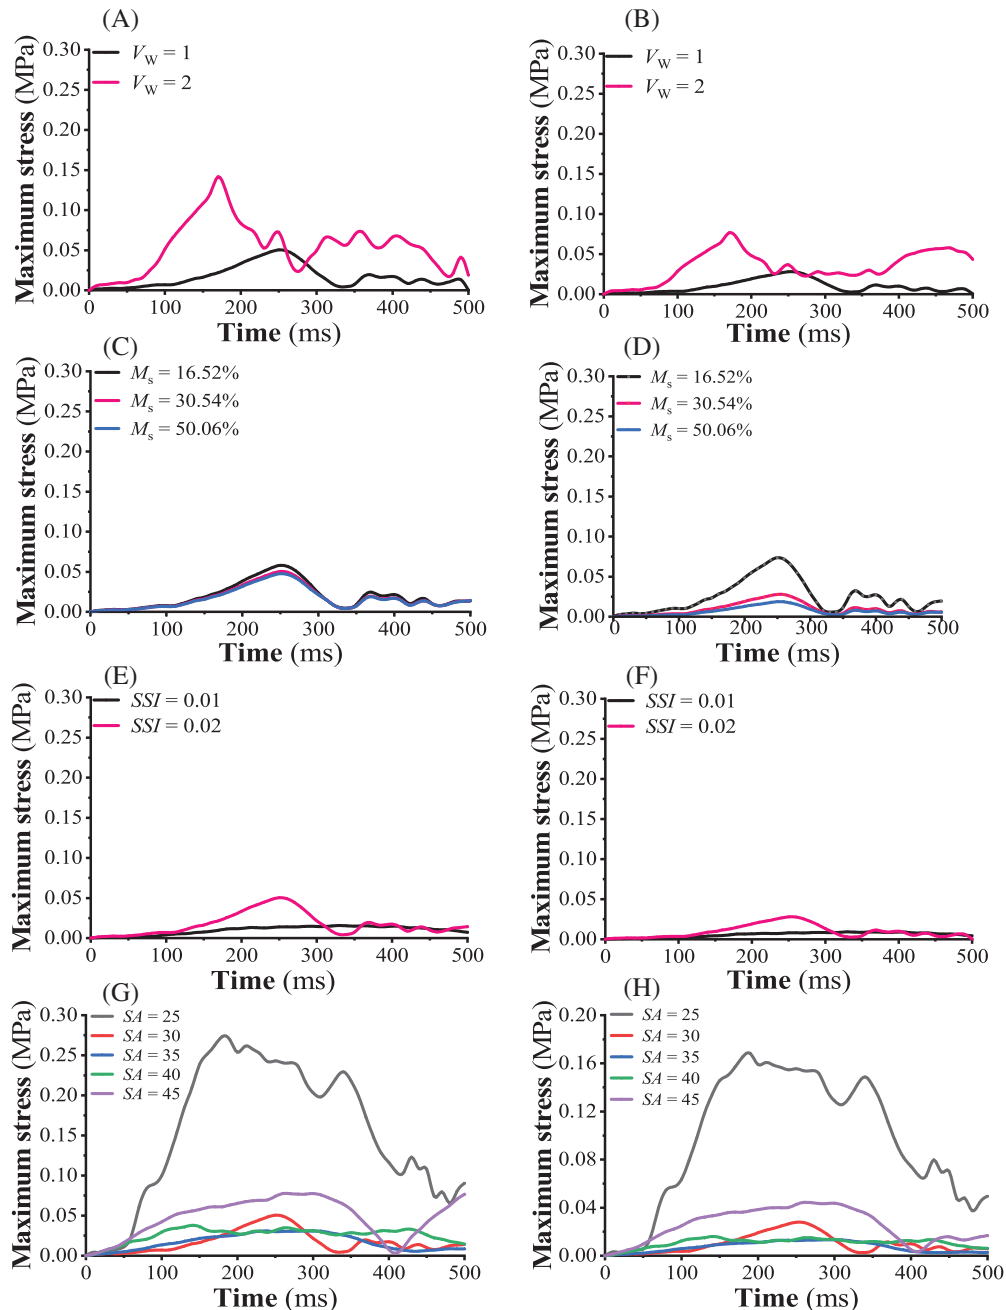 (A)
V_W = 1
V_W = 2
Maximum stress (MPa)
0.30
0.25
0.20
0.15
0.10
0.05
0.00
0 100 200 300 400 500
Time (ms)
(B)
V_W = 1
V_W = 2
Maximum stress (MPa)
0.30
0.25
0.20
0.15
0.10
0.05
0.00
0 100 200 300 400 500
Time (ms)
(C)
M_s = 16.52%
M_s = 30.54%
M_s = 50.06%
Maximum stress (MPa)
0.30
0.25
0.20
0.15
0.10
0.05
0.00
0 100 200 300 400 500
Time (ms)
(D)
M_s = 16.52%
M_s = 30.54%
M_s = 50.06%
Maximum stress (MPa)
0.30
0.25
0.20
0.15
0.10
0.05
0.00
0 100 200 300 400 500
Time (ms)
(E)
SSI = 0.01
SSI = 0.02
Maximum stress (MPa)
0.30
0.25
0.20
0.15
0.10
0.05
0.00
0 100 200 300 400 500
Time (ms)
(F)
SSI = 0.01
SSI = 0.02
Maximum stress (MPa)
0.30
0.25
0.20
0.15
0.10
0.05
0.00
0 100 200 300 400 500
Time (ms)
(G)
SA = 25
SA = 30
SA = 35
SA = 40
SA = 45
Maximum stress (MPa)
0.30
0.25
0.20
0.15
0.10
0.05
0.00
0 100 200 300 400 500
Time (ms)
(H)
SA = 25
SA = 30
SA = 35
SA = 40
SA = 45
Maximum stress (MPa)
0.20
0.16
0.12
0.08
0.04
0.00
0 100 200 300 400 500
Time (ms)